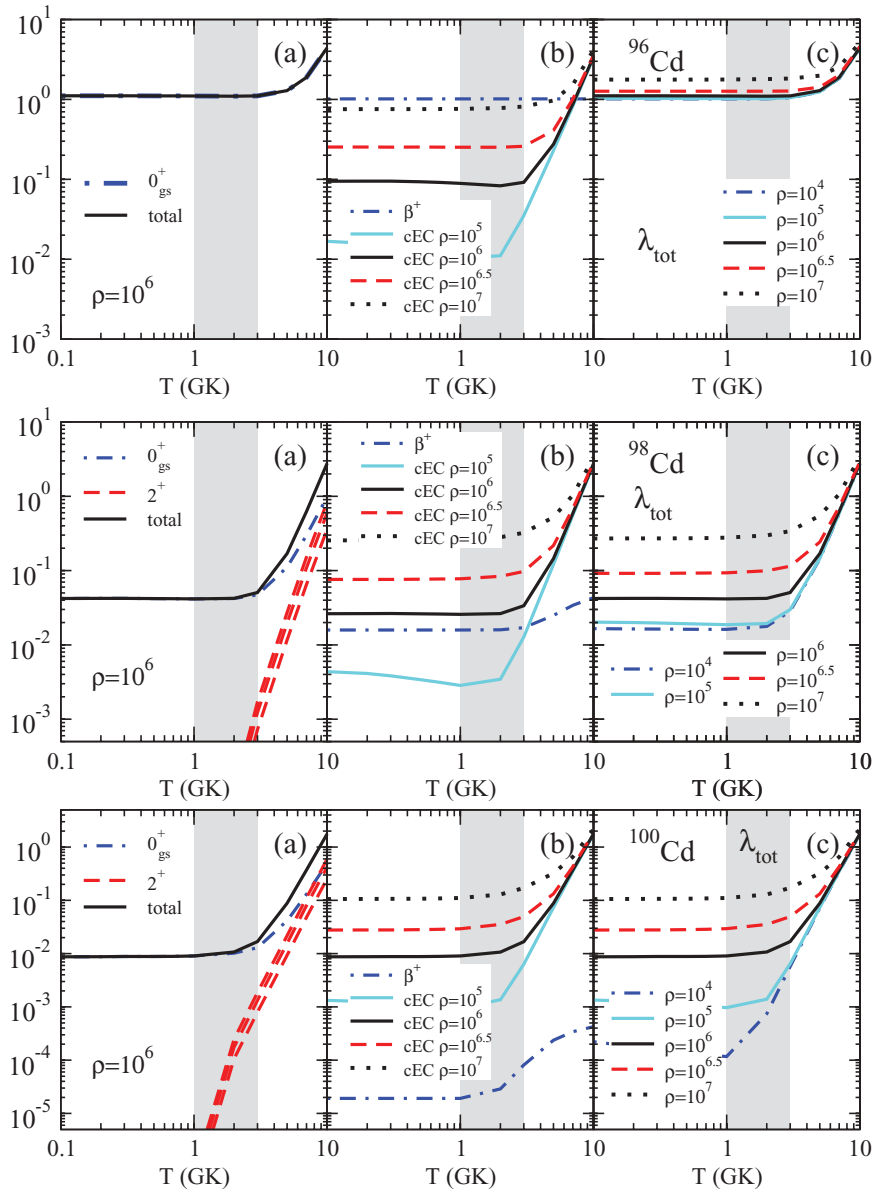 10^1
10^0
10^-1
10^-2
10^-3
(a)
0^+_gs
total
ρ=10^6
0.1 1 10
T (GK)
(b)
β^+
cEC ρ=10^5
cEC ρ=10^6
cEC ρ=10^6.5
cEC ρ=10^7
1 10
T (GK)
^96Cd (c)
λ_tot
ρ=10^4
ρ=10^5
ρ=10^6
ρ=10^6.5
ρ=10^7
1 10
T (GK)
10^1
10^0
10^-1
10^-2
10^-3
(a)
0^+_gs
2^+
total
ρ=10^6
0.1 1 10
T (GK)
(b)
β^+
cEC ρ=10^5
cEC ρ=10^6
cEC ρ=10^6.5
cEC ρ=10^7
1 10
T (GK)
^98Cd (c)
λ_tot
ρ=10^4
ρ=10^5
ρ=10^6
ρ=10^6.5
ρ=10^7
1 10
T (GK)
10^0
10^-1
10^-2
10^-3
10^-4
10^-5
(a)
0^+_gs
2^+
total
ρ=10^6
0.1 1 10
T (GK)
(b)
β^+
cEC ρ=10^5
cEC ρ=10^6
cEC ρ=10^6.5
cEC ρ=10^7
1 10
T (GK)
^100Cd λ_tot (c)
ρ=10^4
ρ=10^5
ρ=10^6
ρ=10^6.5
ρ=10^7
1 10
T (GK)